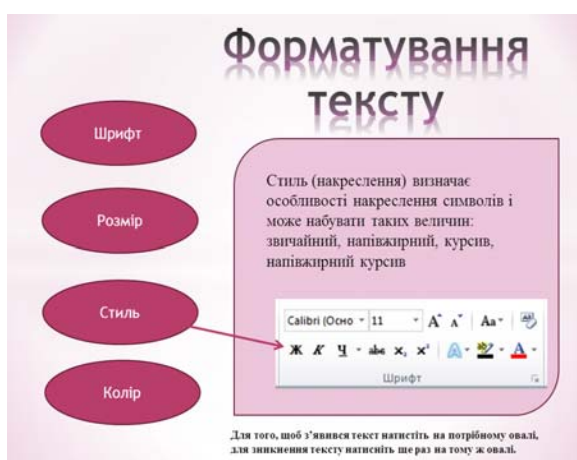 Форматування
тексту
Шрифт
Розмір
Стиль
Колір
Стиль (накреслення) визначає
особливості накреслення символів і
може набувати таких величин:
звичайний, напівжирний, курсив,
напівжирний курсив
Calibri (Осно 11 A A Aa
Ж К Ч abc x₂ x² A ab A
Шрифт
Для того, щоб з’явився текст натистіть на потрібному овалі,
для зникнення тексту натисніть ще раз на тому ж овалі.